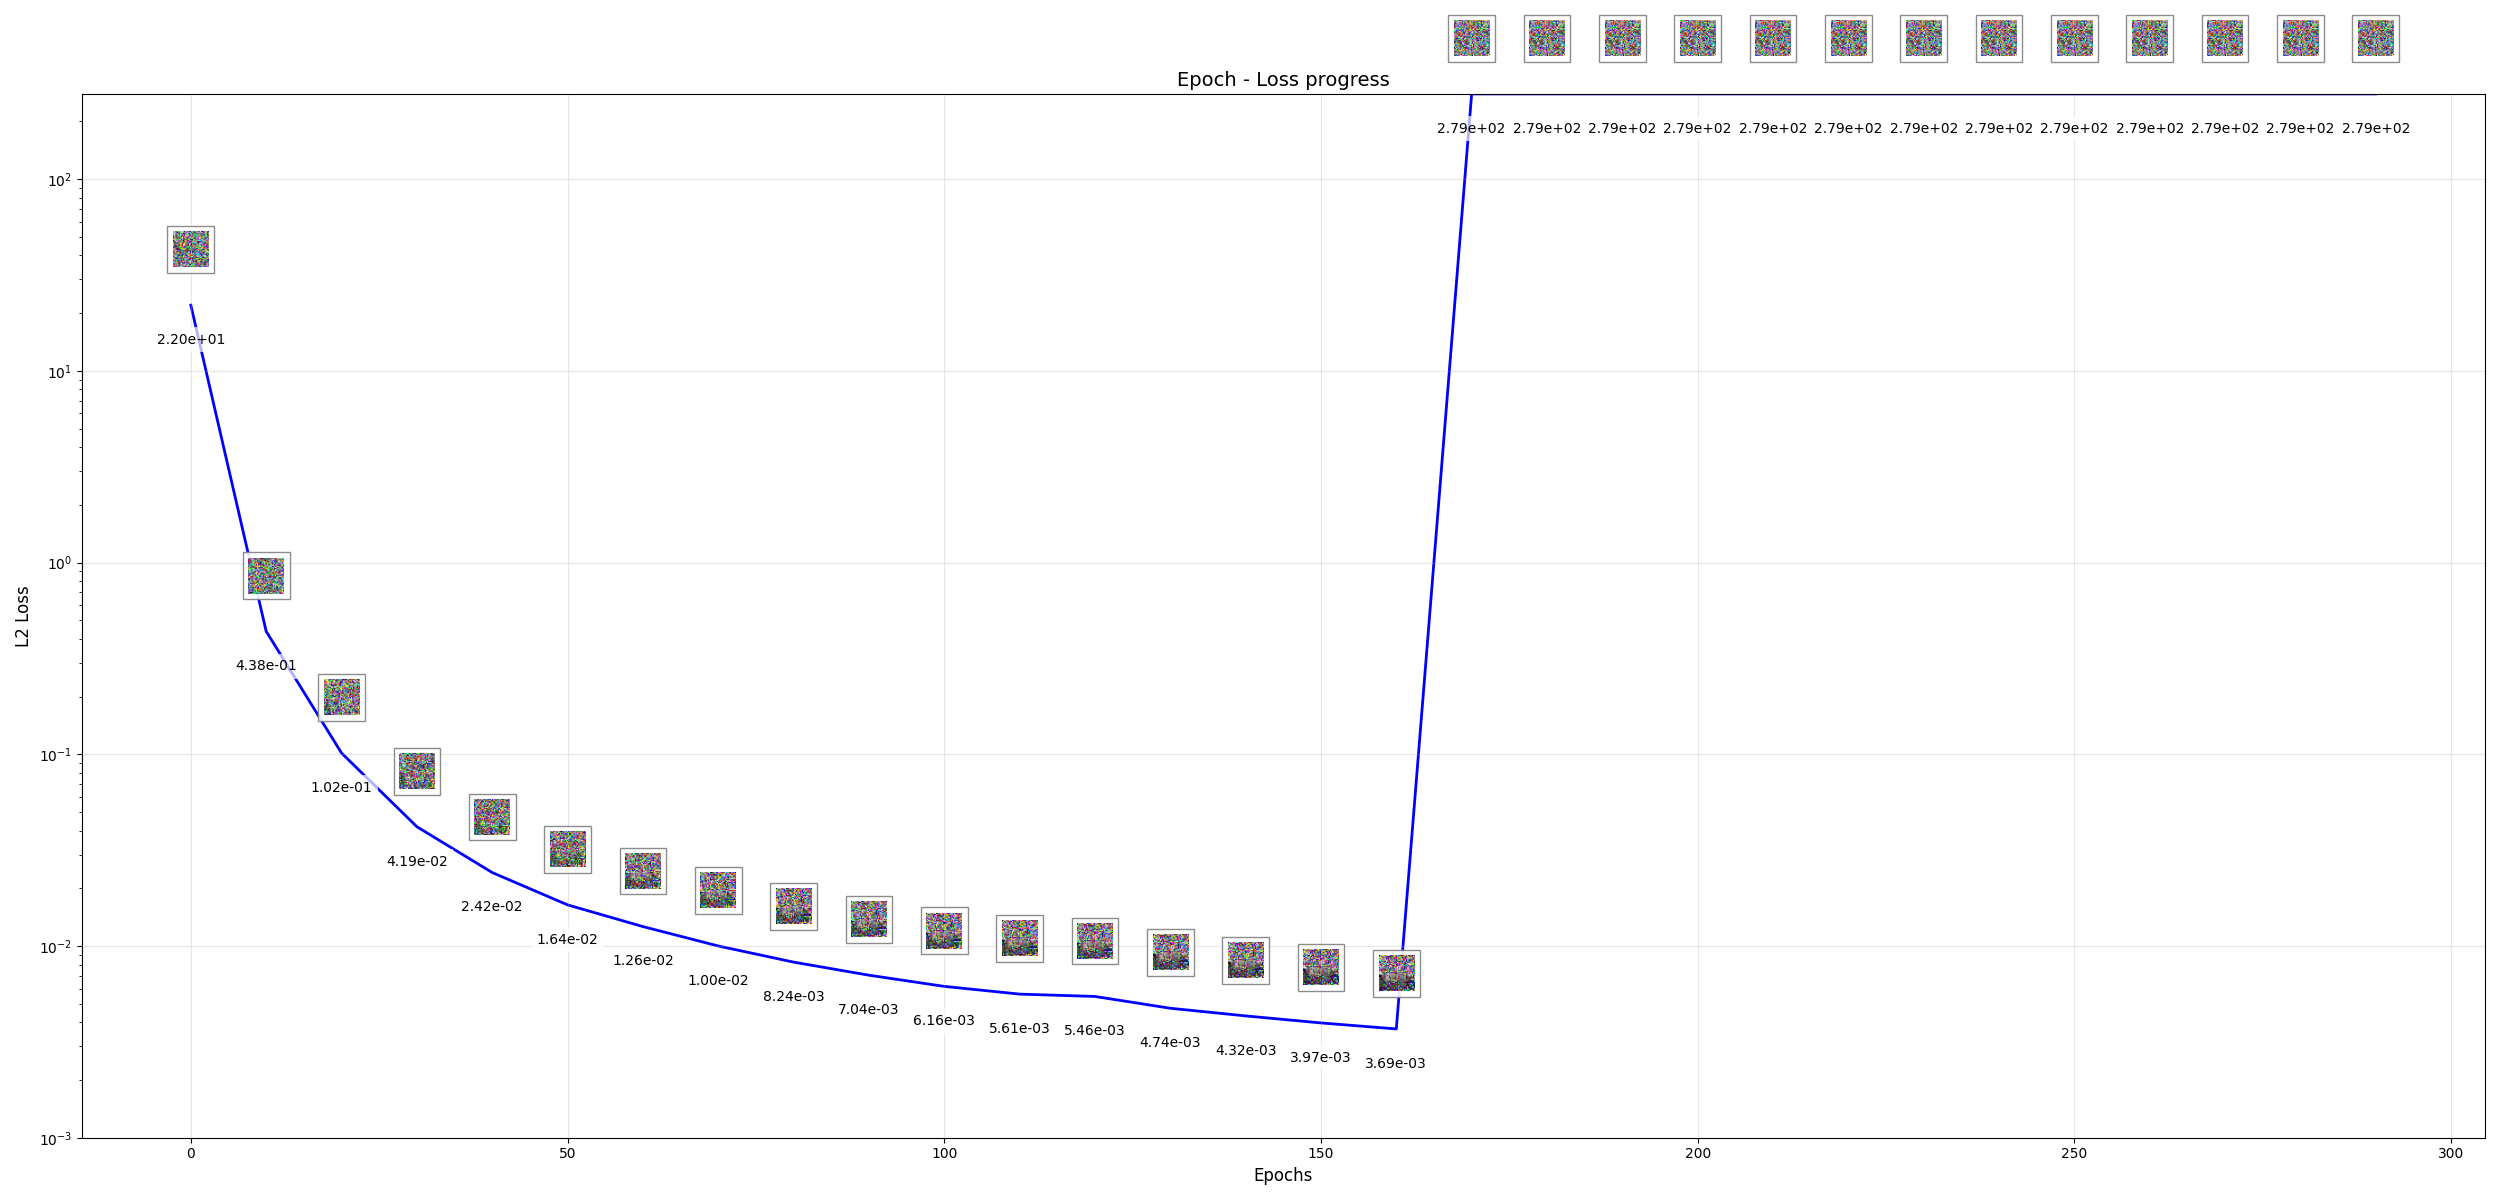 Epoch - Loss progress
2.79e+02 2.79e+02 2.79e+02 2.79e+02 2.79e+02 2.79e+02 2.79e+02 2.79e+02 2.79e+02 2.79e+02 2.79e+02 2.79e+02 2.79e+02
10²
2.20e+01
10¹
10⁰
L2 Loss
4.38e-01
10⁻¹
1.02e-01
4.19e-02
2.42e-02
1.64e-02
10⁻²
1.26e-02
1.00e-02
8.24e-03
7.04e-03
6.16e-03
5.61e-03
5.46e-03
4.74e-03
4.32e-03
3.97e-03
3.69e-03
10⁻³
0 50 100 150 200 250 300
Epochs